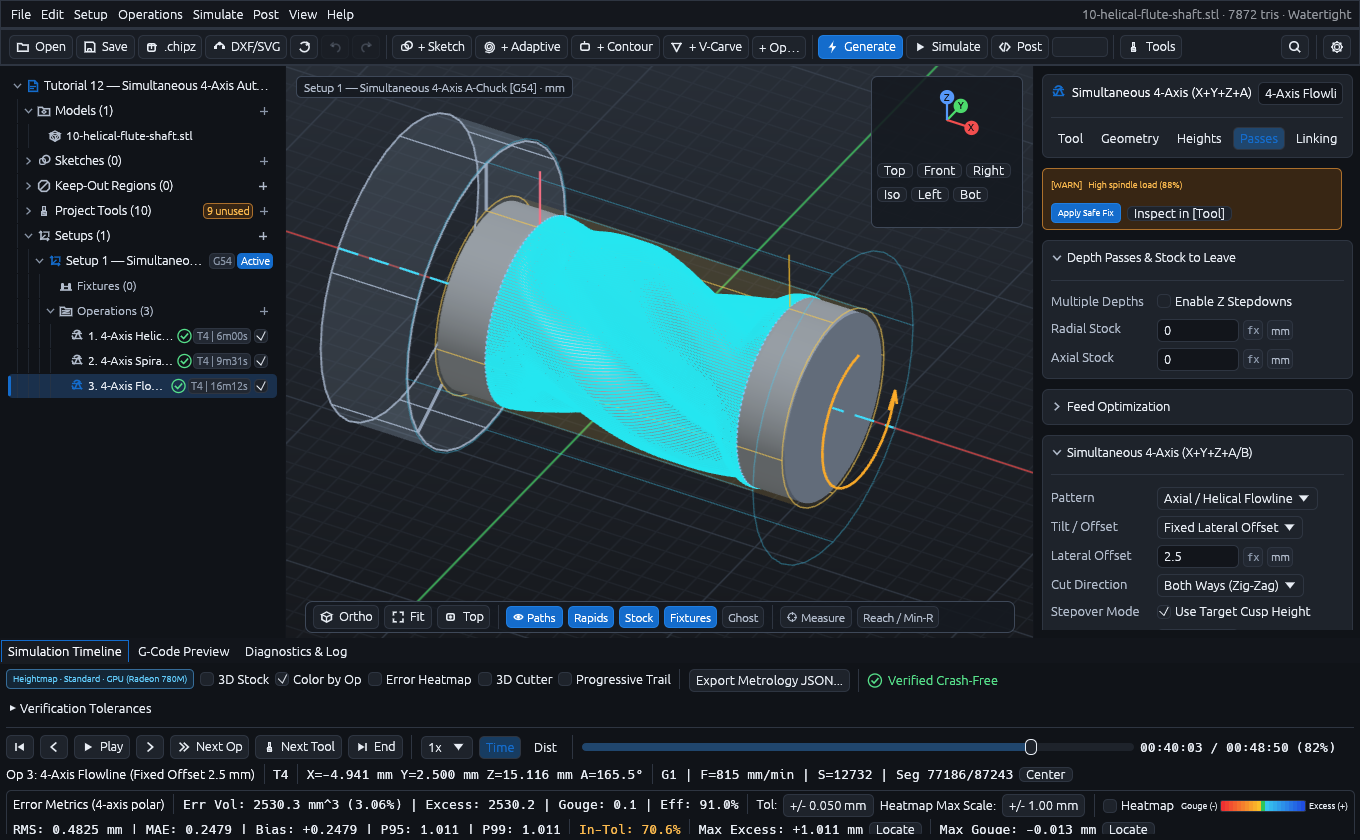 File Edit Setup Operations Simulate Post View Help 10-helical-flute-shaft.stl · 7872 tris · Watertight
Open Save .chipz DXF/SVG + Sketch + Adaptive + Contour + V-Carve + Op... Generate Simulate Post Tools
Tutorial 12 — Simultaneous 4-Axis Aut...
Models (1) +
10-helical-flute-shaft.stl
Sketches (0) +
Keep-Out Regions (0) +
Project Tools (10) 9 unused +
Setups (1) +
Setup 1 — Simultaneo... G54 Active
Fixtures (0)
Operations (3) +
1. 4-Axis Helic... T4 | 6m00s
2. 4-Axis Spira... T4 | 9m31s
3. 4-Axis Flo... T4 | 16m12s
Setup 1 — Simultaneous 4-Axis A-Chuck [G54] · mm
Z
Y
X
Top Front Right
Iso Left Bot
Ortho Fit Top Paths Rapids Stock Fixtures Ghost Measure Reach / Min-R
Simultaneous 4-Axis (X+Y+Z+A) 4-Axis Flowli
Tool Geometry Heights Passes Linking
[WARN] High spindle load (88%)
Apply Safe Fix Inspect in [Tool]
Depth Passes & Stock to Leave
Multiple Depths Enable Z Stepdowns
Radial Stock 0 fx mm
Axial Stock 0 fx mm
Feed Optimization
Simultaneous 4-Axis (X+Y+Z+A/B)
Pattern Axial / Helical Flowline
Tilt / Offset Fixed Lateral Offset
Lateral Offset 2.5 fx mm
Cut Direction Both Ways (Zig-Zag)
Stepover Mode Use Target Cusp Height
Simulation Timeline G-Code Preview Diagnostics & Log
Heightmap · Standard · GPU (Radeon 780M) 3D Stock Color by Op Error Heatmap 3D Cutter Progressive Trail Export Metrology JSON... Verified Crash-Free
Verification Tolerances
Play Next Op Next Tool End 1x Time Dist 00:40:03 / 00:48:50 (82%)
Op 3: 4-Axis Flowline (Fixed Offset 2.5 mm) T4 X=-4.941 mm Y=2.500 mm Z=15.116 mm A=165.5° G1 | F=815 mm/min | S=12732 | Seg 77186/87243 Center
Error Metrics (4-axis polar) Err Vol: 2530.3 mm^3 (3.06%) | Excess: 2530.2 | Gouge: 0.1 | Eff: 91.0% Tol: +/- 0.050 mm Heatmap Max Scale: +/- 1.00 mm Heatmap Gouge (-) Excess (+)
RMS: 0.4825 mm | MAE: 0.2479 | Bias: +0.2479 | P95: 1.011 | P99: 1.011 In-Tol: 70.6% Max Excess: +1.011 mm Locate Max Gouge: -0.013 mm Locate